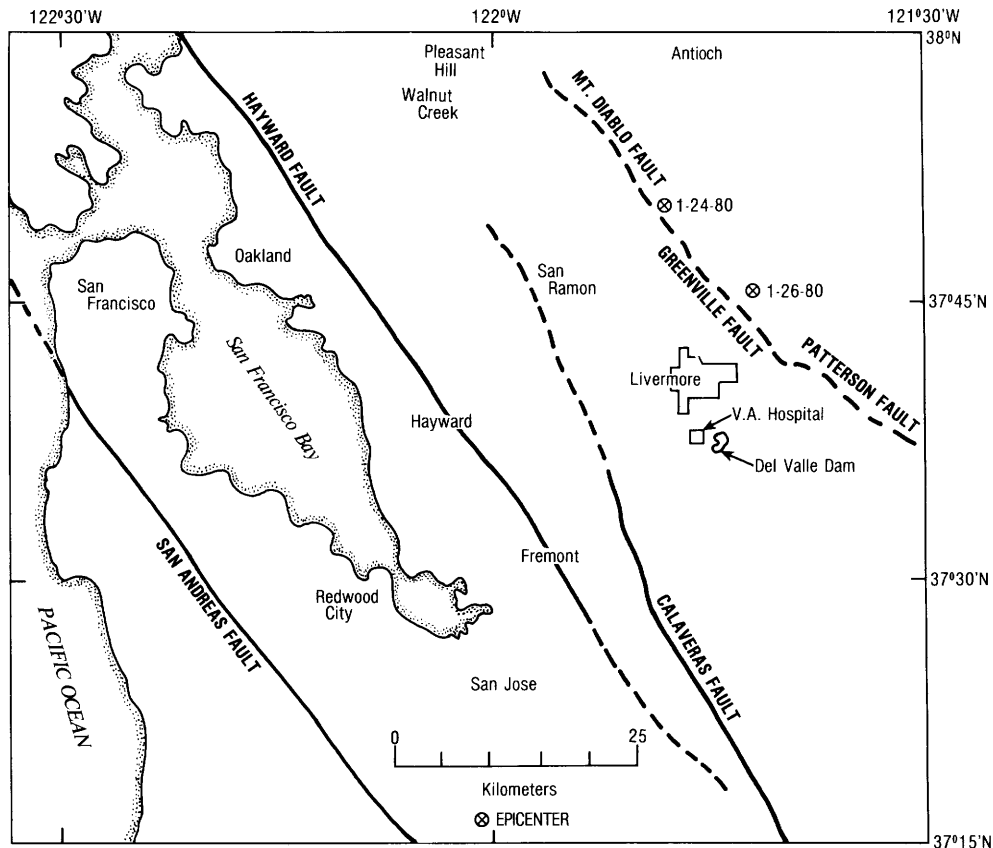 122°30'W
122°W
121°30'W
38°N
Pleasant
Hill
Antioch
Walnut
Creek
MT. DIABLO FAULT
HAYWARD FAULT
⊗ 1-24-80
Oakland
San
Ramon
GREENVILLE FAULT
San
Francisco
⊗ 1-26-80
37°45'N
PATTERSON FAULT
San Francisco Bay
Livermore
V.A. Hospital
Hayward
Del Valle Dam
SAN ANDREAS FAULT
Fremont
37°30'N
Redwood
City
CALAVERAS FAULT
PACIFIC OCEAN
San Jose
0
25
Kilometers
⊗ EPICENTER
37°15'N